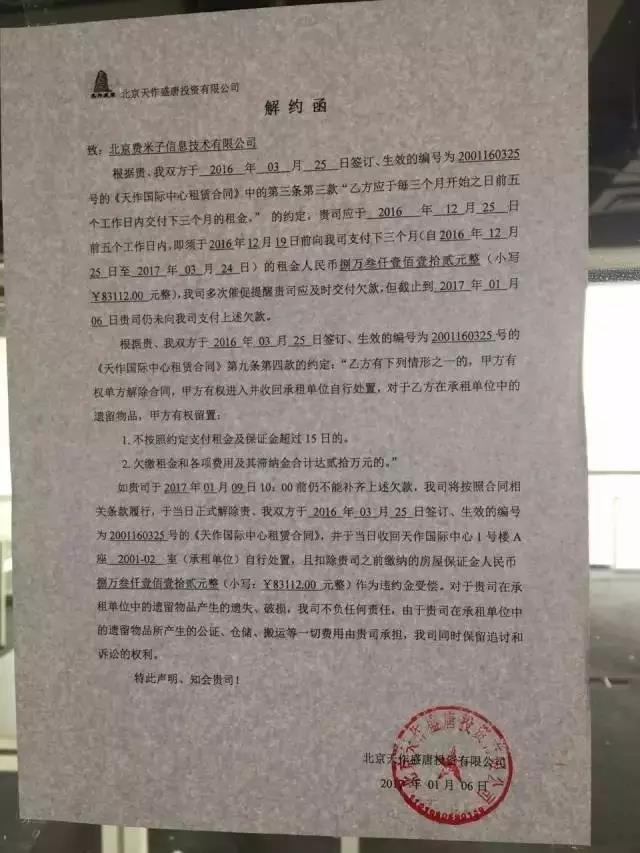 北京天作盛唐投资有限公司
解约函
致：北京费米子信息技术有限公司
根据贵、我双方于 2016 年 03 月 25 日签订、生效的编号为 2001160325
号的《天作国际中心租赁合同》中的第三条第三款“乙方应于每三个月开始之日前五
个工作日内交付下三个月的租金。” 的约定，贵司应于 2016 年 12 月 25 日
前五个工作日内，即须于2016年12月19日前向我司支付下三个月（自2016 年 12月
25 日至 2017 年 03 月 24 日）的租金人民币捌万叁仟壹佰壹拾贰元整（小写
￥83112.00 元整），我司多次催促提醒贵司应及时交付欠款，但截止到 2017 年 01 月
06 日贵司仍未向我司支付上述欠款。
根据贵、我双方于 2016 年 03 月 25 日签订、生效的编号为 2001160325 号的
《天作国际中心租赁合同》第九条第四款的约定：“乙方有下列情形之一的，甲方有
权单方解除合同，甲方有权进入并收回承租单位自行处置，对于乙方在承租单位中的
遗留物品，甲方有权留置：
1. 不按照约定支付租金及保证金超过 15 日的。
2. 欠缴租金和各项费用及其滞纳金合计达贰拾万元的。”
如贵司于 2017 年 01 月 09 日 10：00 前仍不能补齐上述欠款，我司将按照合同相
关条款履行，于当日正式解除贵、我双方于 2016 年 03 月 25 日签订、生效的编号
为 2001160325 号的《天作国际中心租赁合同》，并于当日收回天作国际中心 1 号楼 A
座 2001-02 室（承租单位）自行处置，且扣除贵司之前缴纳的房屋保证金人民币
捌万叁仟壹佰壹拾贰元整（小写：￥83112.00 元整）作为违约金受偿。对于贵司在承
租单位中的遗留物品产生的遗失、破损，我司不负任何责任，由于贵司在承租单位中
的遗留物品所产生的公证、仓储、搬运等一切费用由贵司承担，我司同时保留追讨和
诉讼的权利。
特此声明、知会贵司！
北京天作盛唐投资有限公司
2017 年 01 月 06 日